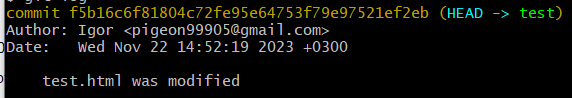 commit f5b16c6f81804c72fe95e64753f79e97521ef2eb (HEAD -> test)
Author: Igor <pigeon99905@gmail.com>
Date:   Wed Nov 22 14:52:19 2023 +0300
test.html was modified